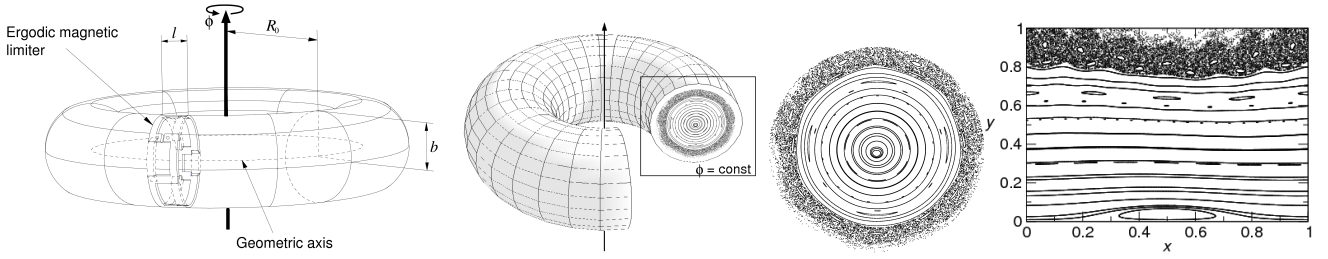 Ergodic magnetic
limiter
ϕ
l
R₀
b
Geometric axis
ϕ = const
y
1
0.8
0.6
0.4
0.2
0
0 0.2 0.4 0.6 0.8 1
x